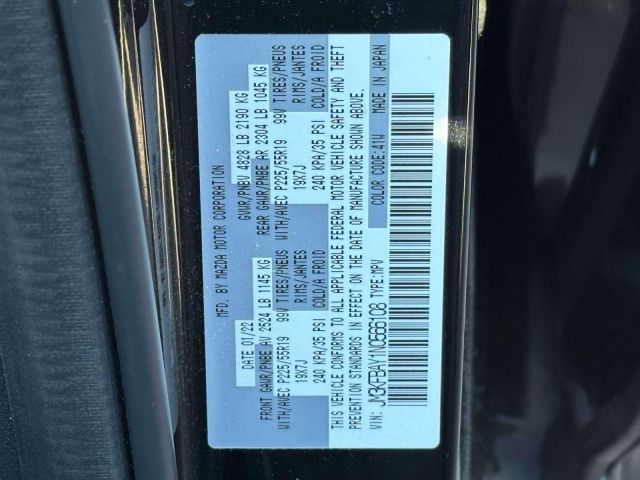 MFD. BY MAZDA MOTOR CORPORATION
DATE 01/22 GVWR/PNBV 4828 LB 2190 KG
FRONT GAWR/PNBE AV 2524 LB 1145 KG REAR GAWR/PNBE AR 2304 LB 1045 KG
WITH/AVEC P225/55R19 99V TIRES/PNEUS WITH/AVEC P225/55R19 99V TIRES/PNEUS
19X7J RIMS/JANTES 19X7J RIMS/JANTES
240 KPA/35 PSI COLD/A FROID 240 KPA/35 PSI COLD/A FROID
THIS VEHICLE CONFORMS TO ALL APPLICABLE FEDERAL MOTOR VEHICLE SAFETY AND THEFT
PREVENTION STANDARDS IN EFFECT ON THE DATE OF MANUFACTURE SHOWN ABOVE.
VIN: JM3KFBAY1N0566108 TYPE:MPV COLOR CODE:41W MADE IN JAPAN